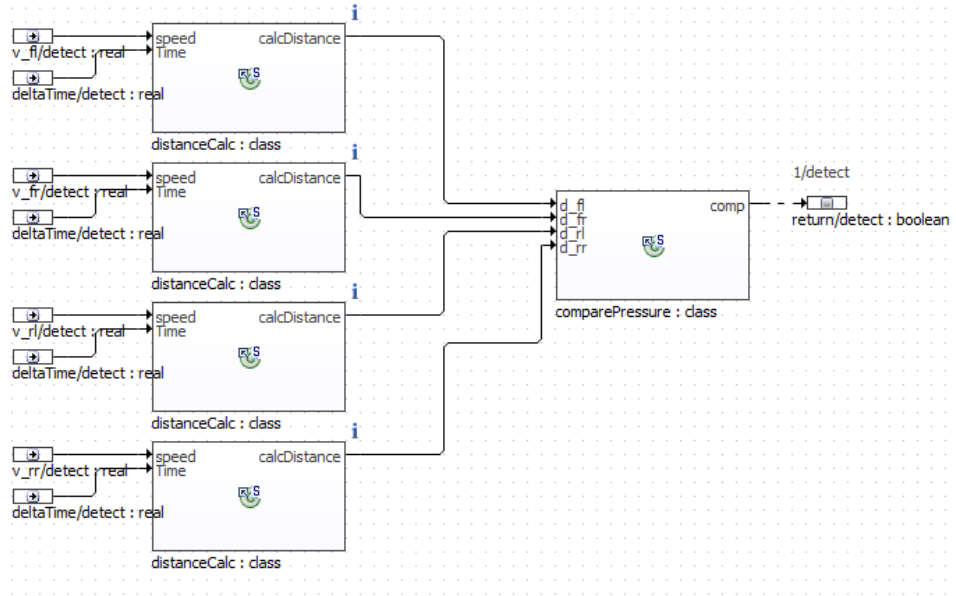 i
speed calcDistance
Time
v_fl/detect : real
deltaTime/detect : real
S
distanceCalc : class
i
speed calcDistance
Time
v_fr/detect : real
deltaTime/detect : real
S
distanceCalc : class
1/detect
d_fl comp
d_fr
d_rl
d_rr
return/detect : boolean
S
comparePressure : class
i
speed calcDistance
Time
v_rl/detect : real
deltaTime/detect : real
S
distanceCalc : class
i
speed calcDistance
Time
v_rr/detect : real
deltaTime/detect : real
S
distanceCalc : class